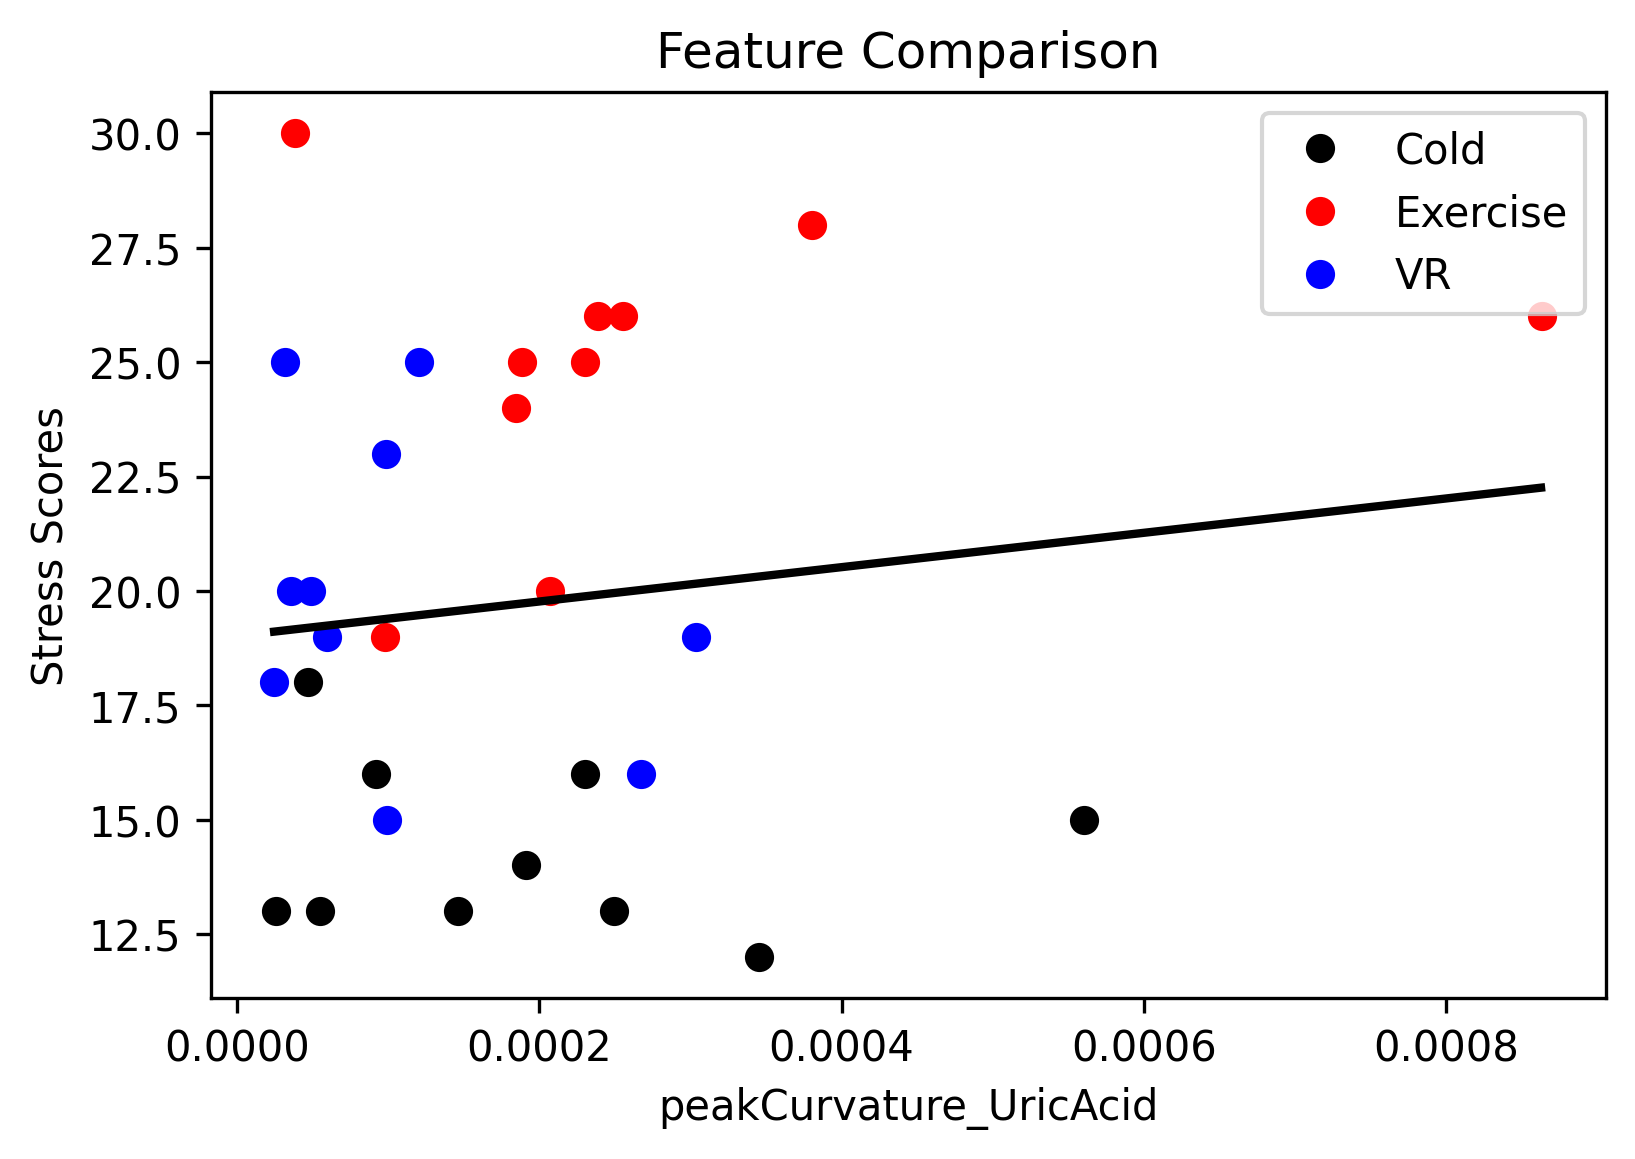 Feature Comparison
30.0
27.5
25.0
22.5
20.0
17.5
15.0
12.5
Stress Scores
Cold
Exercise
VR
0.0000 0.0002 0.0004 0.0006 0.0008
peakCurvature_UricAcid